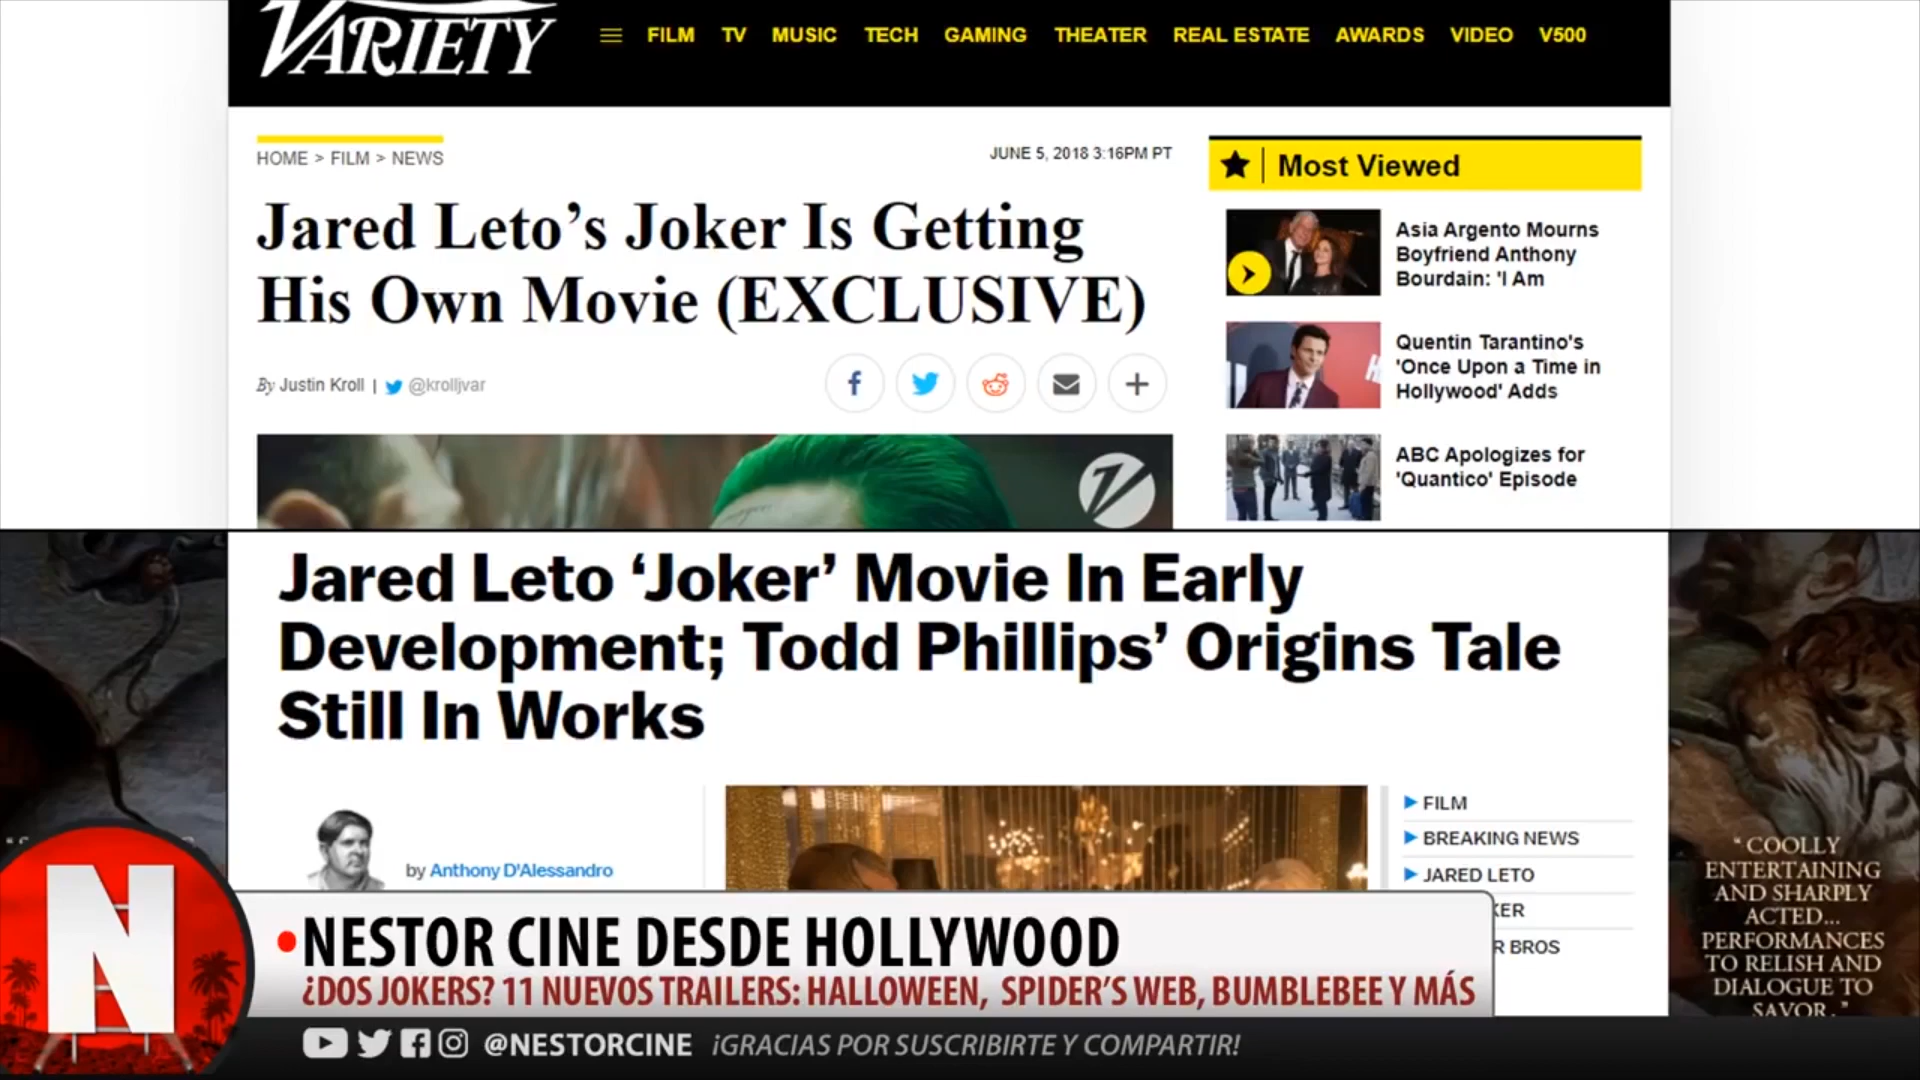 VARIETY
FILM TV MUSIC TECH GAMING THEATER REAL ESTATE AWARDS VIDEO V500
HOME > FILM > NEWS
JUNE 5, 2018 3:16PM PT
Jared Leto’s Joker Is Getting
His Own Movie (EXCLUSIVE)
By Justin Kroll | @krolljvar
Most Viewed
Asia Argento Mourns
Boyfriend Anthony
Bourdain: 'I Am
Quentin Tarantino's
'Once Upon a Time in
Hollywood' Adds
ABC Apologizes for
'Quantico' Episode
Jared Leto ‘Joker’ Movie In Early
Development; Todd Phillips’ Origins Tale
Still In Works
by Anthony D'Alessandro
FILM
BREAKING NEWS
JARED LETO
KER
R BROS
“ COOLLY
ENTERTAINING
AND SHARPLY
ACTED...
PERFORMANCES
TO RELISH AND
DIALOGUE TO
SAVOR. ”
N
•NESTOR CINE DESDE HOLLYWOOD
¿DOS JOKERS? 11 NUEVOS TRAILERS: HALLOWEEN, SPIDER’S WEB, BUMBLEBEE Y MÁS
@NESTORCINE ¡GRACIAS POR SUSCRIBIRTE Y COMPARTIR!